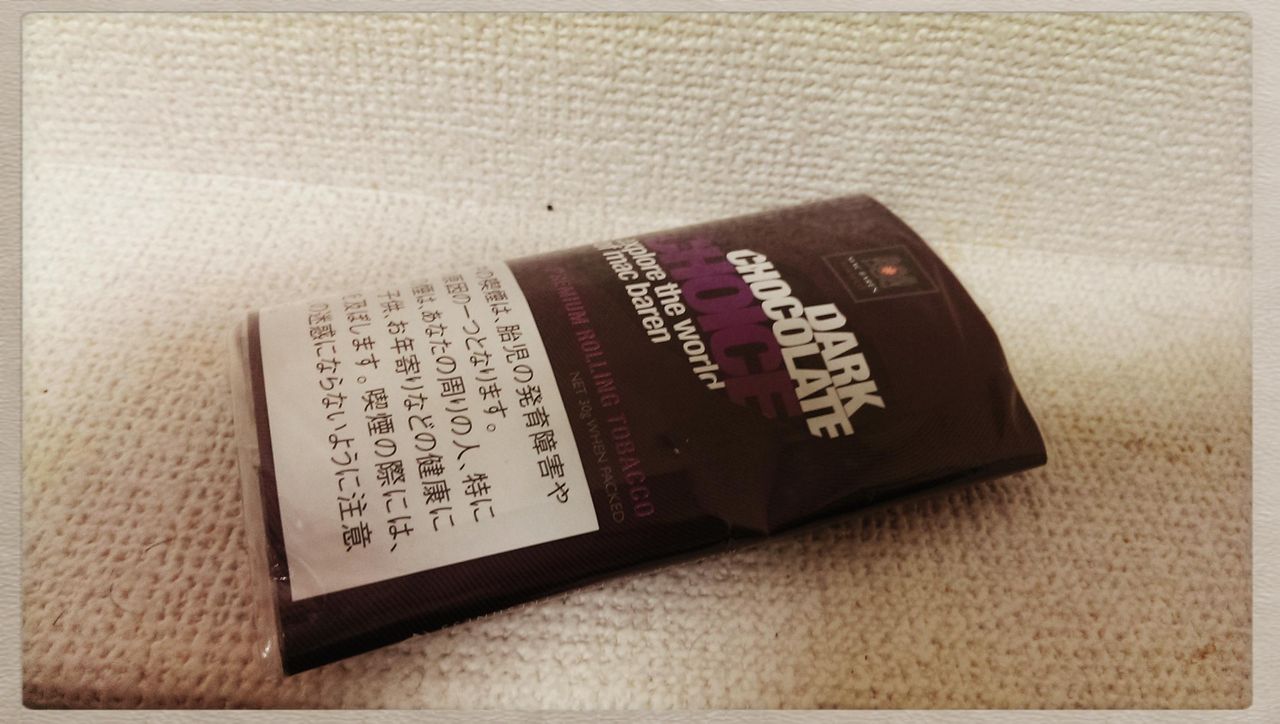 MAC BAREN
DARK
CHOCOLATE
CHOICE
explore the world
of mac baren
PREMIUM ROLLING TOBACCO
NET 30g WHEN PACKED
の喫煙は、胎児の発育障害や
原因の一つとなります。
煙は、あなたの周りの人、特に
子供、お年寄りなどの健康に
を及ぼします。喫煙の際には、
の迷惑にならないように注意